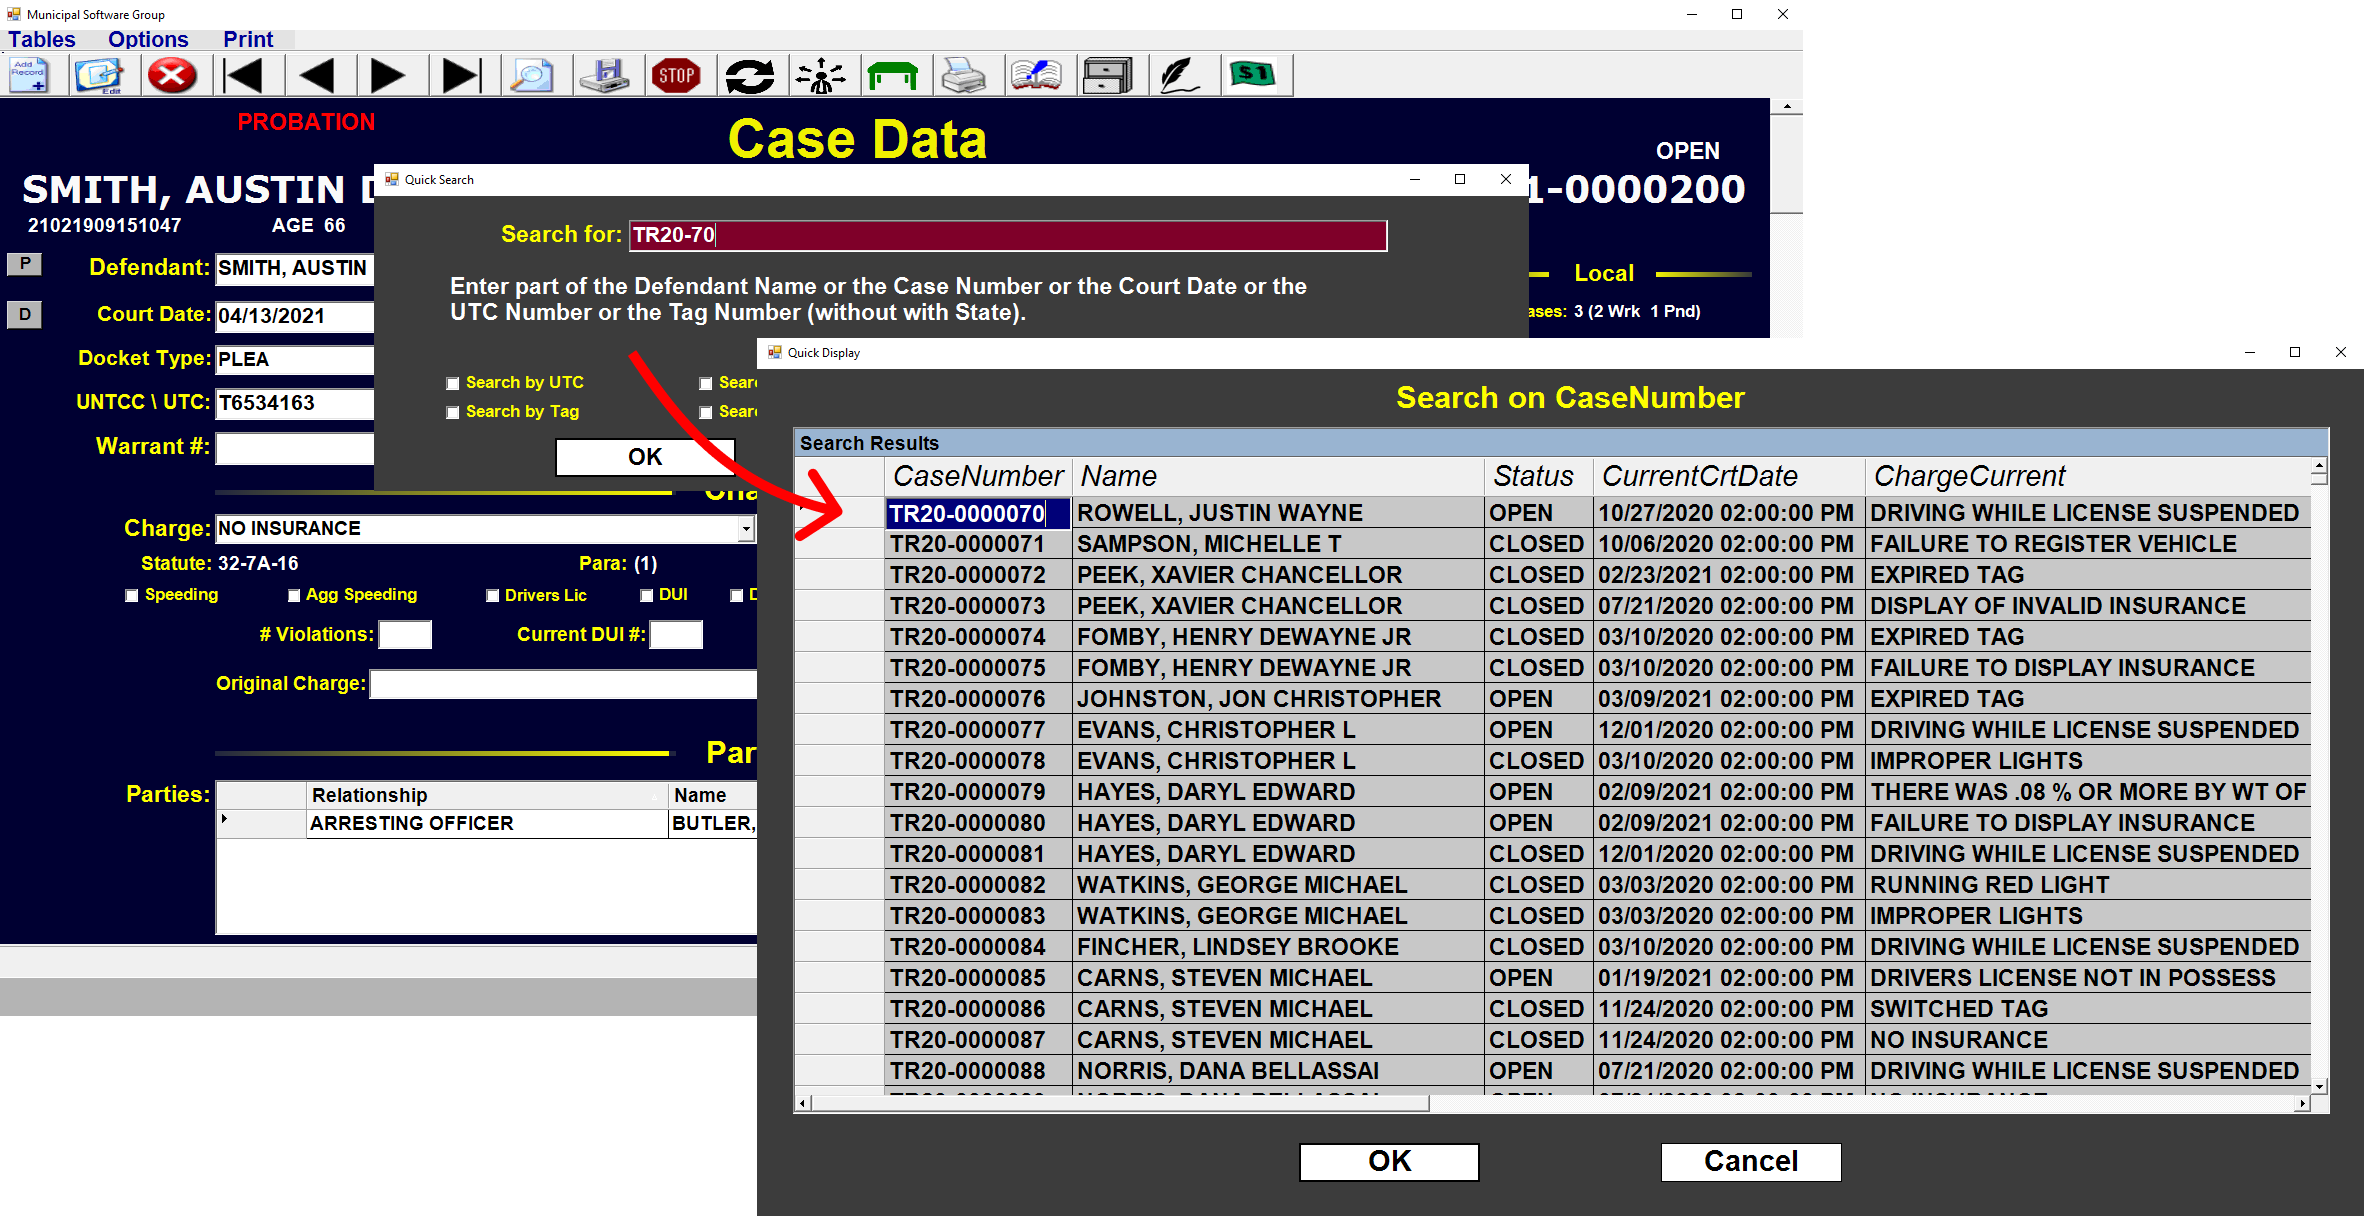 Municipal Software Group
Tables Options Print
Add Record
Edit
STOP
$1
PROBATION
Case Data
OPEN
SMITH, AUSTIN
1-0000200
21021909151047 AGE 66
P Defendant: SMITH, AUSTIN
Local
D Court Date: 04/13/2021
ases: 3 (2 Wrk 1 Pnd)
Docket Type: PLEA
UNTCC \ UTC: T6534163
Warrant #:
Charge: NO INSURANCE
Statute: 32-7A-16 Para: (1)
Speeding Agg Speeding Drivers Lic DUI
# Violations: Current DUI #:
Original Charge:
Par
Parties: Relationship Name
ARRESTING OFFICER BUTLER,
Quick Search
Search for: TR20-70
Enter part of the Defendant Name or the Case Number or the Court Date or the
UTC Number or the Tag Number (without with State).
Search by UTC Sear
Search by Tag Sear
OK
Quick Display
Search on CaseNumber
Search Results
CaseNumber Name Status CurrentCrtDate ChargeCurrent
TR20-0000070 ROWELL, JUSTIN WAYNE OPEN 10/27/2020 02:00:00 PM DRIVING WHILE LICENSE SUSPENDED
TR20-0000071 SAMPSON, MICHELLE T CLOSED 10/06/2020 02:00:00 PM FAILURE TO REGISTER VEHICLE
TR20-0000072 PEEK, XAVIER CHANCELLOR CLOSED 02/23/2021 02:00:00 PM EXPIRED TAG
TR20-0000073 PEEK, XAVIER CHANCELLOR CLOSED 07/21/2020 02:00:00 PM DISPLAY OF INVALID INSURANCE
TR20-0000074 FOMBY, HENRY DEWAYNE JR CLOSED 03/10/2020 02:00:00 PM EXPIRED TAG
TR20-0000075 FOMBY, HENRY DEWAYNE JR CLOSED 03/10/2020 02:00:00 PM FAILURE TO DISPLAY INSURANCE
TR20-0000076 JOHNSTON, JON CHRISTOPHER OPEN 03/09/2021 02:00:00 PM EXPIRED TAG
TR20-0000077 EVANS, CHRISTOPHER L OPEN 12/01/2020 02:00:00 PM DRIVING WHILE LICENSE SUSPENDED
TR20-0000078 EVANS, CHRISTOPHER L CLOSED 03/10/2020 02:00:00 PM IMPROPER LIGHTS
TR20-0000079 HAYES, DARYL EDWARD OPEN 02/09/2021 02:00:00 PM THERE WAS .08 % OR MORE BY WT OF
TR20-0000080 HAYES, DARYL EDWARD OPEN 02/09/2021 02:00:00 PM FAILURE TO DISPLAY INSURANCE
TR20-0000081 HAYES, DARYL EDWARD CLOSED 12/01/2020 02:00:00 PM DRIVING WHILE LICENSE SUSPENDED
TR20-0000082 WATKINS, GEORGE MICHAEL CLOSED 03/03/2020 02:00:00 PM RUNNING RED LIGHT
TR20-0000083 WATKINS, GEORGE MICHAEL CLOSED 03/03/2020 02:00:00 PM IMPROPER LIGHTS
TR20-0000084 FINCHER, LINDSEY BROOKE CLOSED 03/10/2020 02:00:00 PM DRIVING WHILE LICENSE SUSPENDED
TR20-0000085 CARNS, STEVEN MICHAEL OPEN 01/19/2021 02:00:00 PM DRIVERS LICENSE NOT IN POSSESS
TR20-0000086 CARNS, STEVEN MICHAEL CLOSED 11/24/2020 02:00:00 PM SWITCHED TAG
TR20-0000087 CARNS, STEVEN MICHAEL CLOSED 11/24/2020 02:00:00 PM NO INSURANCE
TR20-0000088 NORRIS, DANA BELLASSAI OPEN 07/21/2020 02:00:00 PM DRIVING WHILE LICENSE SUSPENDED
OK Cancel